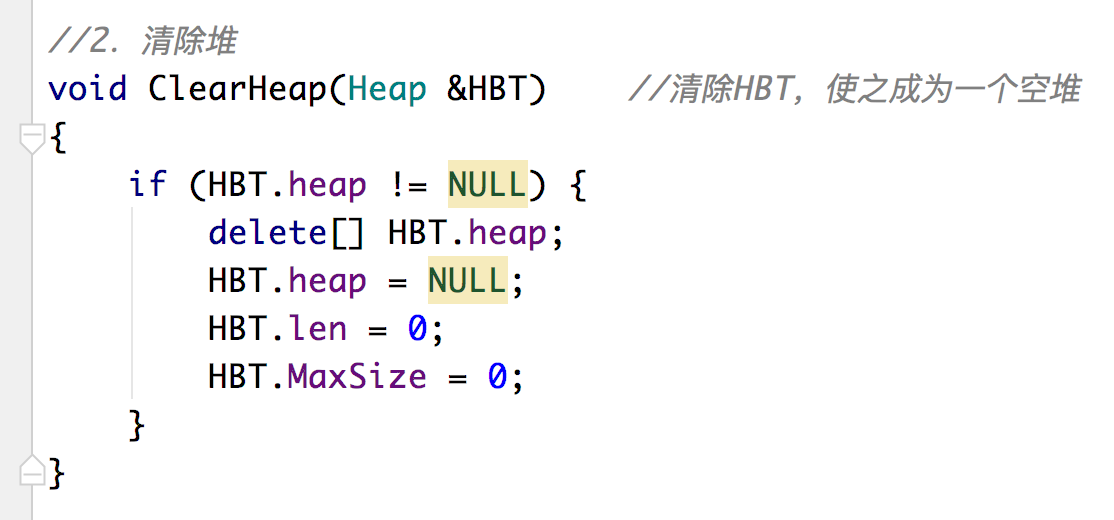 //2. 清除堆
void ClearHeap(Heap &HBT)    //清除HBT，使之成为一个空堆
{
    if (HBT.heap != NULL) {
        delete[] HBT.heap;
        HBT.heap = NULL;
        HBT.len = 0;
        HBT.MaxSize = 0;
    }
}